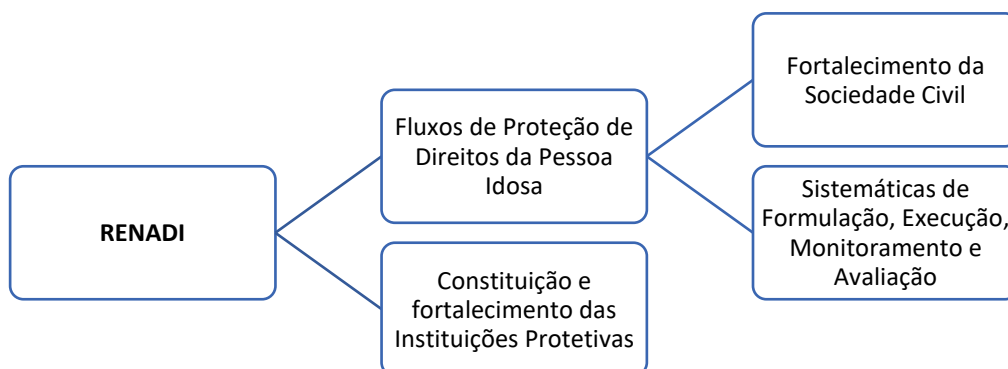 RENADI
Fluxos de Proteção de
Direitos da Pessoa
Idosa
Constituição e
fortalecimento das
Instituições Protetivas
Fortalecimento da
Sociedade Civil
Sistemáticas de
Formulação, Execução,
Monitoramento e
Avaliação